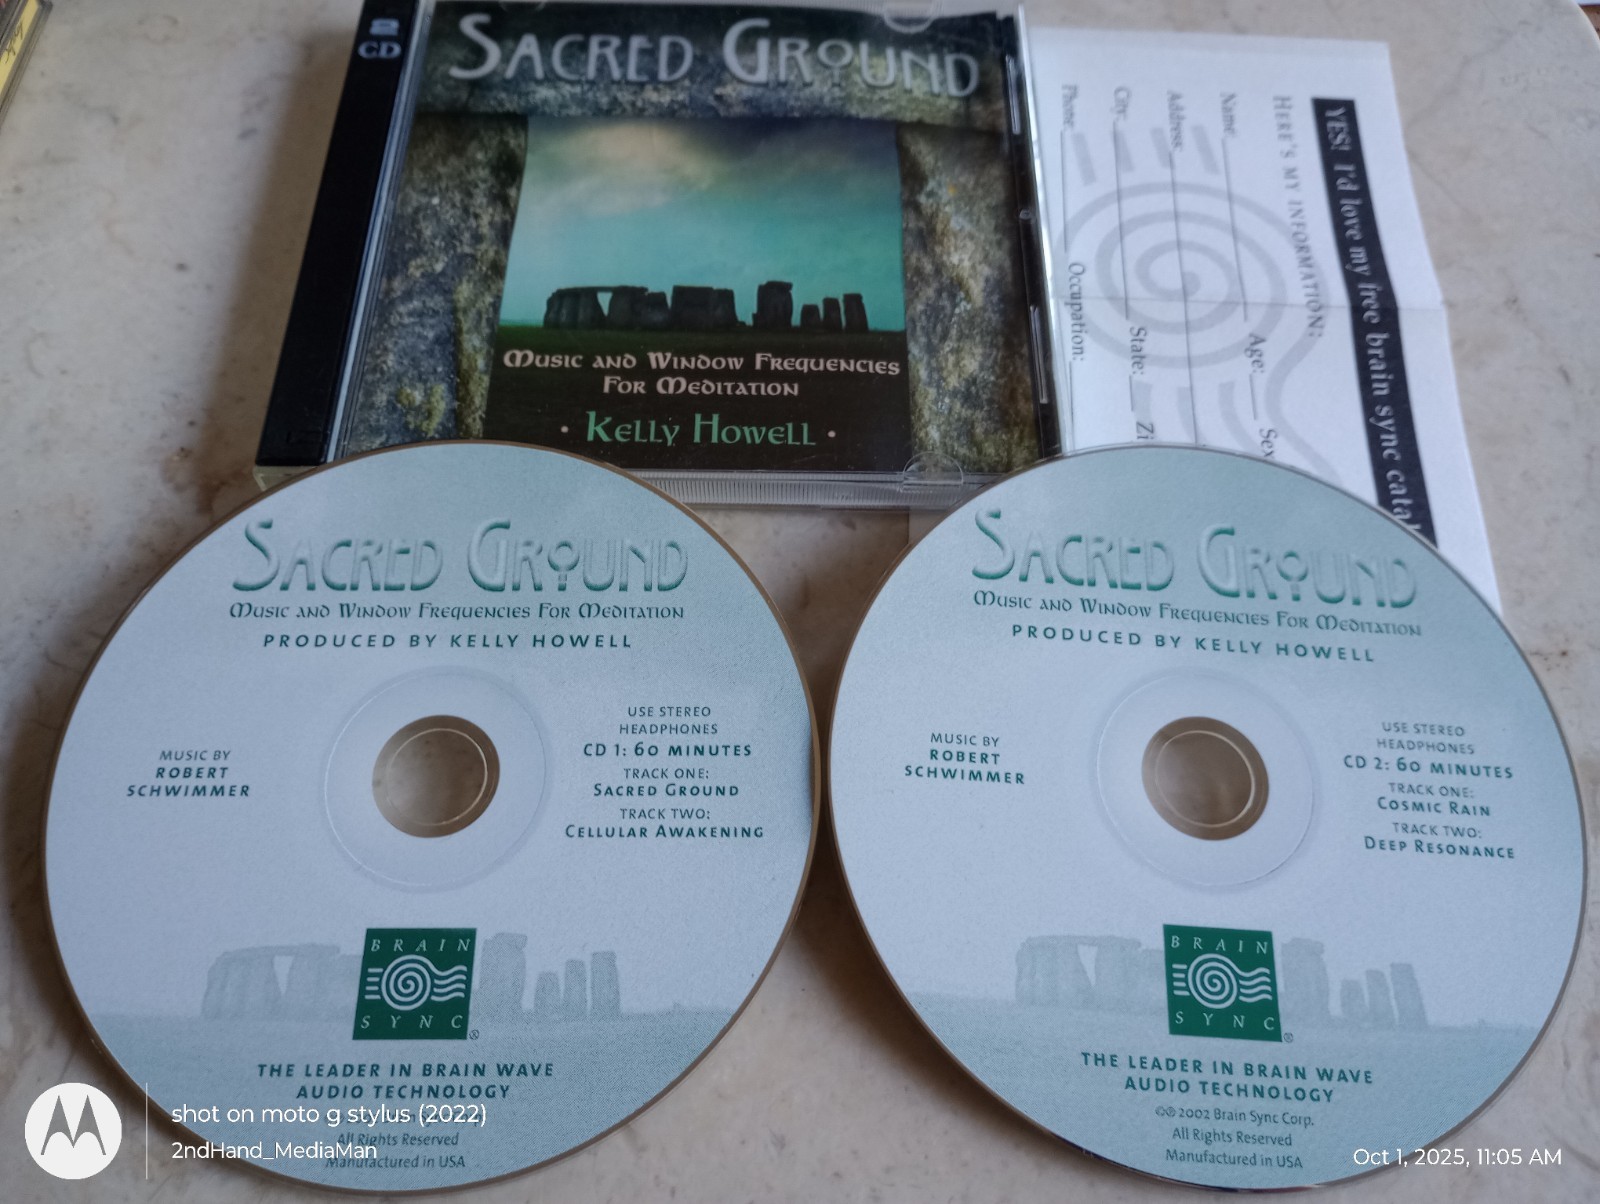 2
CD
SACRED GROUND
MUSIC AND WINDOW FREQUENCIES
FOR MEDITATION
· KELLY HOWELL ·
YES! I'd love my free brain sync
HERE'S MY INFORMATION:
Name Age: Sex
Address
City State: Zi
Phone Occupation:
SACRED GROUND
MUSIC AND WINDOW FREQUENCIES FOR MEDITATION
PRODUCED BY KELLY HOWELL
MUSIC BY
ROBERT
SCHWIMMER
USE STEREO
HEADPHONES
CD 1: 60 MINUTES
TRACK ONE:
SACRED GROUND
TRACK TWO:
CELLULAR AWAKENING
BRAIN
SYNC
®
THE LEADER IN BRAIN WAVE
AUDIO TECHNOLOGY
All Rights Reserved
Manufactured in USA
SACRED GROUND
MUSIC AND WINDOW FREQUENCIES FOR MEDITATION
PRODUCED BY KELLY HOWELL
MUSIC BY
ROBERT
SCHWIMMER
USE STEREO
HEADPHONES
CD 2: 60 MINUTES
TRACK ONE:
COSMIC RAIN
TRACK TWO:
DEEP RESONANCE
BRAIN
SYNC
®
THE LEADER IN BRAIN WAVE
AUDIO TECHNOLOGY
©℗ 2002 Brain Sync Corp.
All Rights Reserved
Manufactured in USA
shot on moto g stylus (2022)
2ndHand_MediaMan
Oct 1, 2025, 11:05 AM